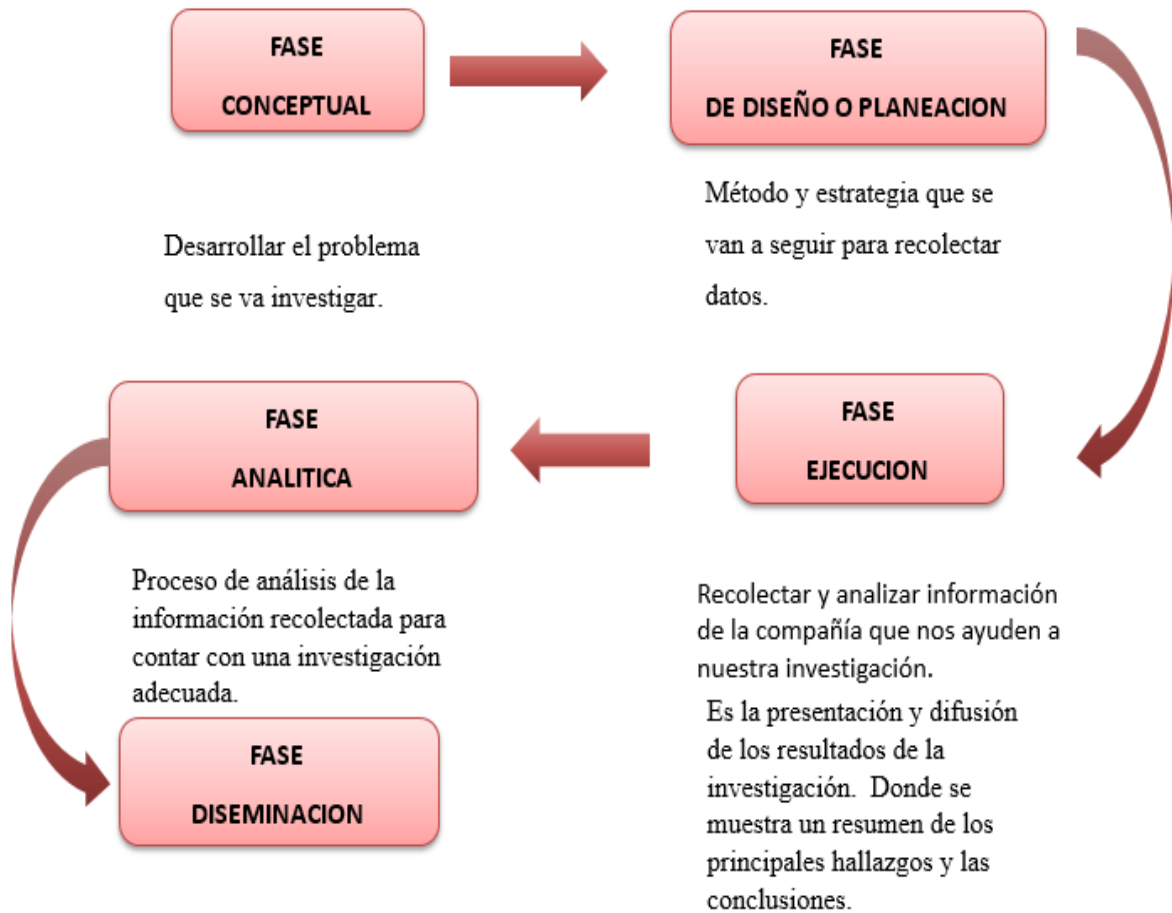 FASE
CONCEPTUAL
FASE
DE DISEÑO O PLANEACION
Desarrollar el problema
que se va investigar.
Método y estrategia que se
van a seguir para recolectar
datos.
FASE
ANALITICA
FASE
EJECUCION
Proceso de análisis de la
información recolectada para
contar con una investigación
adecuada.
Recolectar y analizar información
de la compañía que nos ayuden a
nuestra investigación.
FASE
DISEMINACION
Es la presentación y difusión
de los resultados de la
investigación.  Donde se
muestra un resumen de los
principales hallazgos y las
conclusiones.